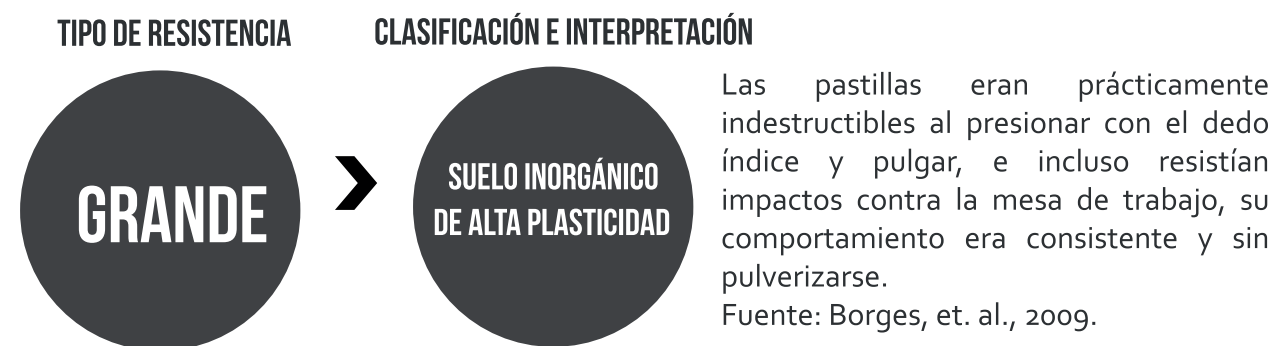 TIPO DE RESISTENCIA
CLASIFICACIÓN E INTERPRETACIÓN
GRANDE
SUELO INORGÁNICO
DE ALTA PLASTICIDAD
Las pastillas eran prácticamente
indestructibles al presionar con el dedo
índice y pulgar, e incluso resistían
impactos contra la mesa de trabajo, su
comportamiento era consistente y sin
pulverizarse.
Fuente: Borges, et. al., 2009.